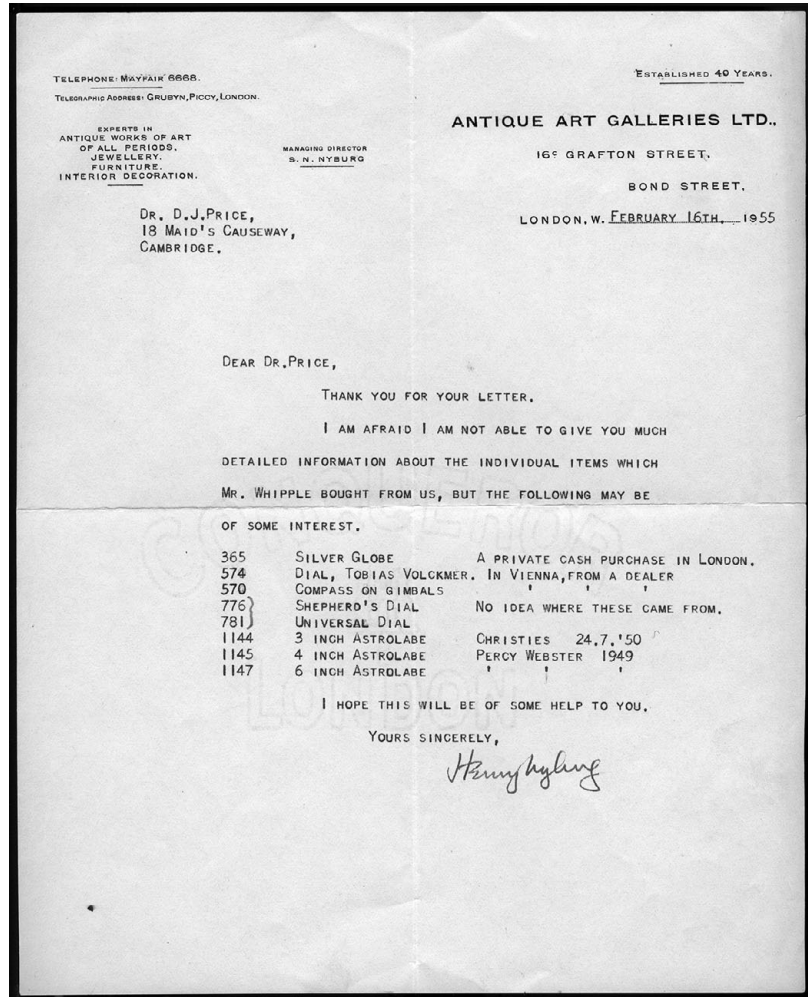 TELEPHONE: MAYFAIR 6668.
TELEGRAPHIC ADDRESS: GRUBYN, PICCY, LONDON.
EXPERTS IN
ANTIQUE WORKS OF ART
OF ALL PERIODS.
JEWELLERY.
FURNITURE.
INTERIOR DECORATION.
MANAGING DIRECTOR
S. N. NYBURG
ESTABLISHED 40 YEARS.
ANTIQUE ART GALLERIES LTD.,
16c GRAFTON STREET,
BOND STREET,
LONDON, W. FEBRUARY 16TH. 1955
DR. D.J.PRICE,
18 MAID'S CAUSEWAY,
CAMBRIDGE.
DEAR DR.PRICE,
THANK YOU FOR YOUR LETTER.
I AM AFRAID I AM NOT ABLE TO GIVE YOU MUCH
DETAILED INFORMATION ABOUT THE INDIVIDUAL ITEMS WHICH
MR. WHIPPLE BOUGHT FROM US, BUT THE FOLLOWING MAY BE
OF SOME INTEREST.
365 SILVER GLOBE A PRIVATE CASH PURCHASE IN LONDON.
574 DIAL, TOBIAS VOLCKMER. IN VIENNA,FROM A DEALER
570 COMPASS ON GIMBALS ' ' '
776} SHEPHERD'S DIAL NO IDEA WHERE THESE CAME FROM.
781} UNIVERSAL DIAL
1144 3 INCH ASTROLABE CHRISTIES 24.7.'50
1145 4 INCH ASTROLABE PERCY WEBSTER 1949
1147 6 INCH ASTROLABE ' ' '
I HOPE THIS WILL BE OF SOME HELP TO YOU.
YOURS SINCERELY,
Henry Nyburg
CONQUEROR
LONDON